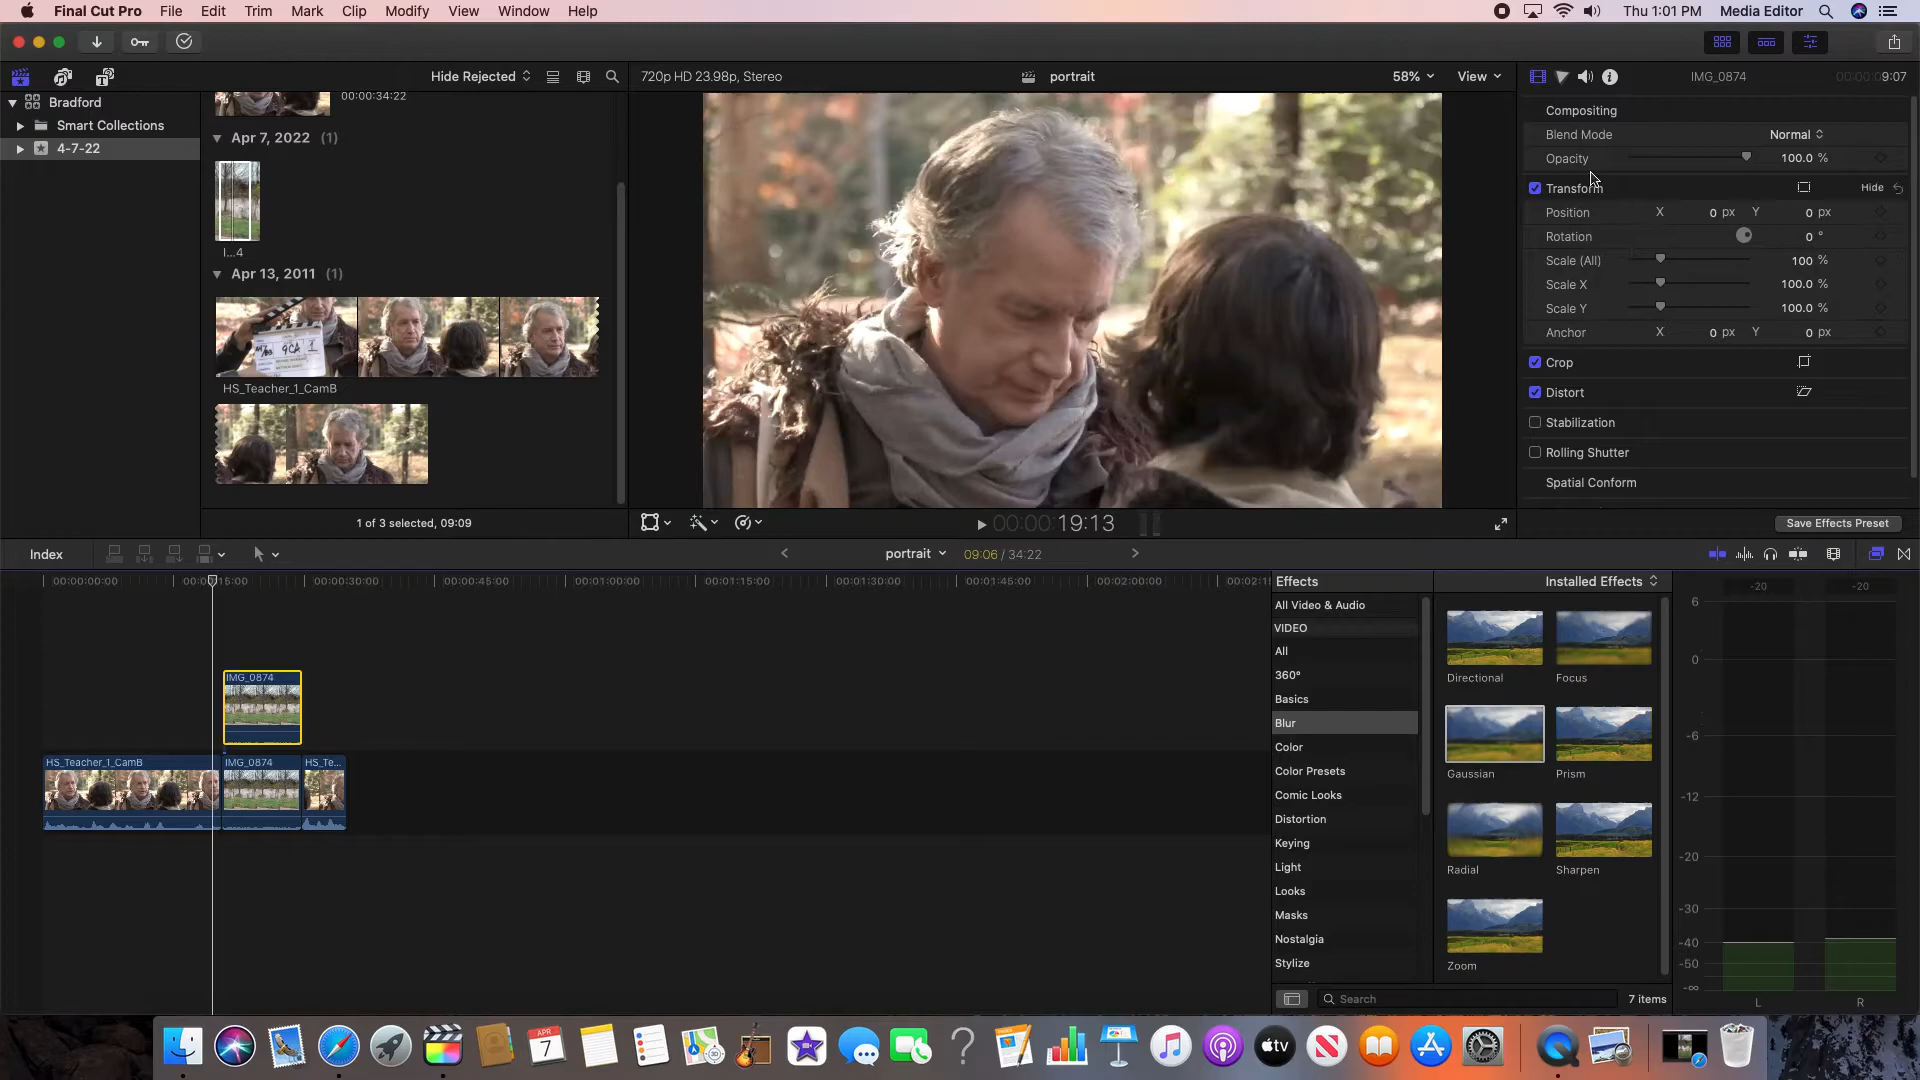 Final Cut Pro File Edit Trim Mark Clip Modify View Window Help Thu 1:01 PM Media Editor
Hide Rejected 720p HD 23.98p, Stereo portrait 58% View IMG_0874 9:07
Bradford
Smart Collections
4-7-22
00:00:34:22
Apr 7, 2022 (1)
I...4
Apr 13, 2011 (1)
HS_Teacher_1_CamB
1 of 3 selected, 09:09
00:00:19:13
Compositing
Blend Mode Normal
Opacity 100.0 %
Transform Hide
Position X 0 px Y 0 px
Rotation 0 °
Scale (All) 100 %
Scale X 100.0 %
Scale Y 100.0 %
Anchor X 0 px Y 0 px
Crop
Distort
Stabilization
Rolling Shutter
Spatial Conform
Save Effects Preset
Index portrait 09:06 / 34:22
00:00:00:00 00:00:30:00 00:00:45:00 00:01:00:00 00:01:15:00 00:01:30:00 00:01:45:00 00:02:00:00
IMG_0874
HS_Teacher_1_CamB IMG_0874 HS_Te...
Effects Installed Effects
All Video & Audio
VIDEO
All
360°
Basics
Blur
Color
Color Presets
Comic Looks
Distortion
Keying
Light
Looks
Masks
Nostalgia
Stylize
Directional Focus
Gaussian Prism
Radial Sharpen
Zoom
Search 7 items
-20 -20
6
0
-6
-12
-20
-30
-40
-50
-∞
L R
APR
7
tv